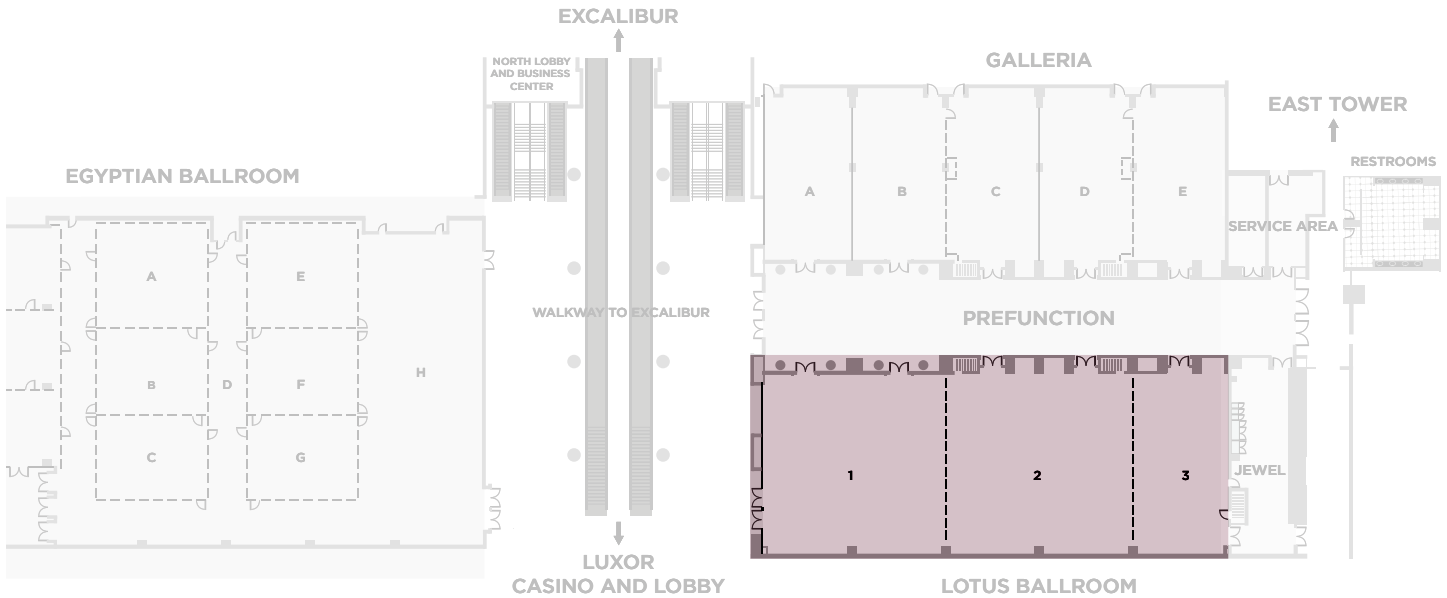 EXCALIBUR
NORTH LOBBY
AND BUSINESS
CENTER
GALLERIA
EAST TOWER
RESTROOMS
EGYPTIAN BALLROOM
A
B
C
D
E
SERVICE AREA
A
E
WALKWAY TO EXCALIBUR
PREFUNCTION
B
D
F
H
C
G
1
2
3
JEWEL
LUXOR
CASINO AND LOBBY
LOTUS BALLROOM